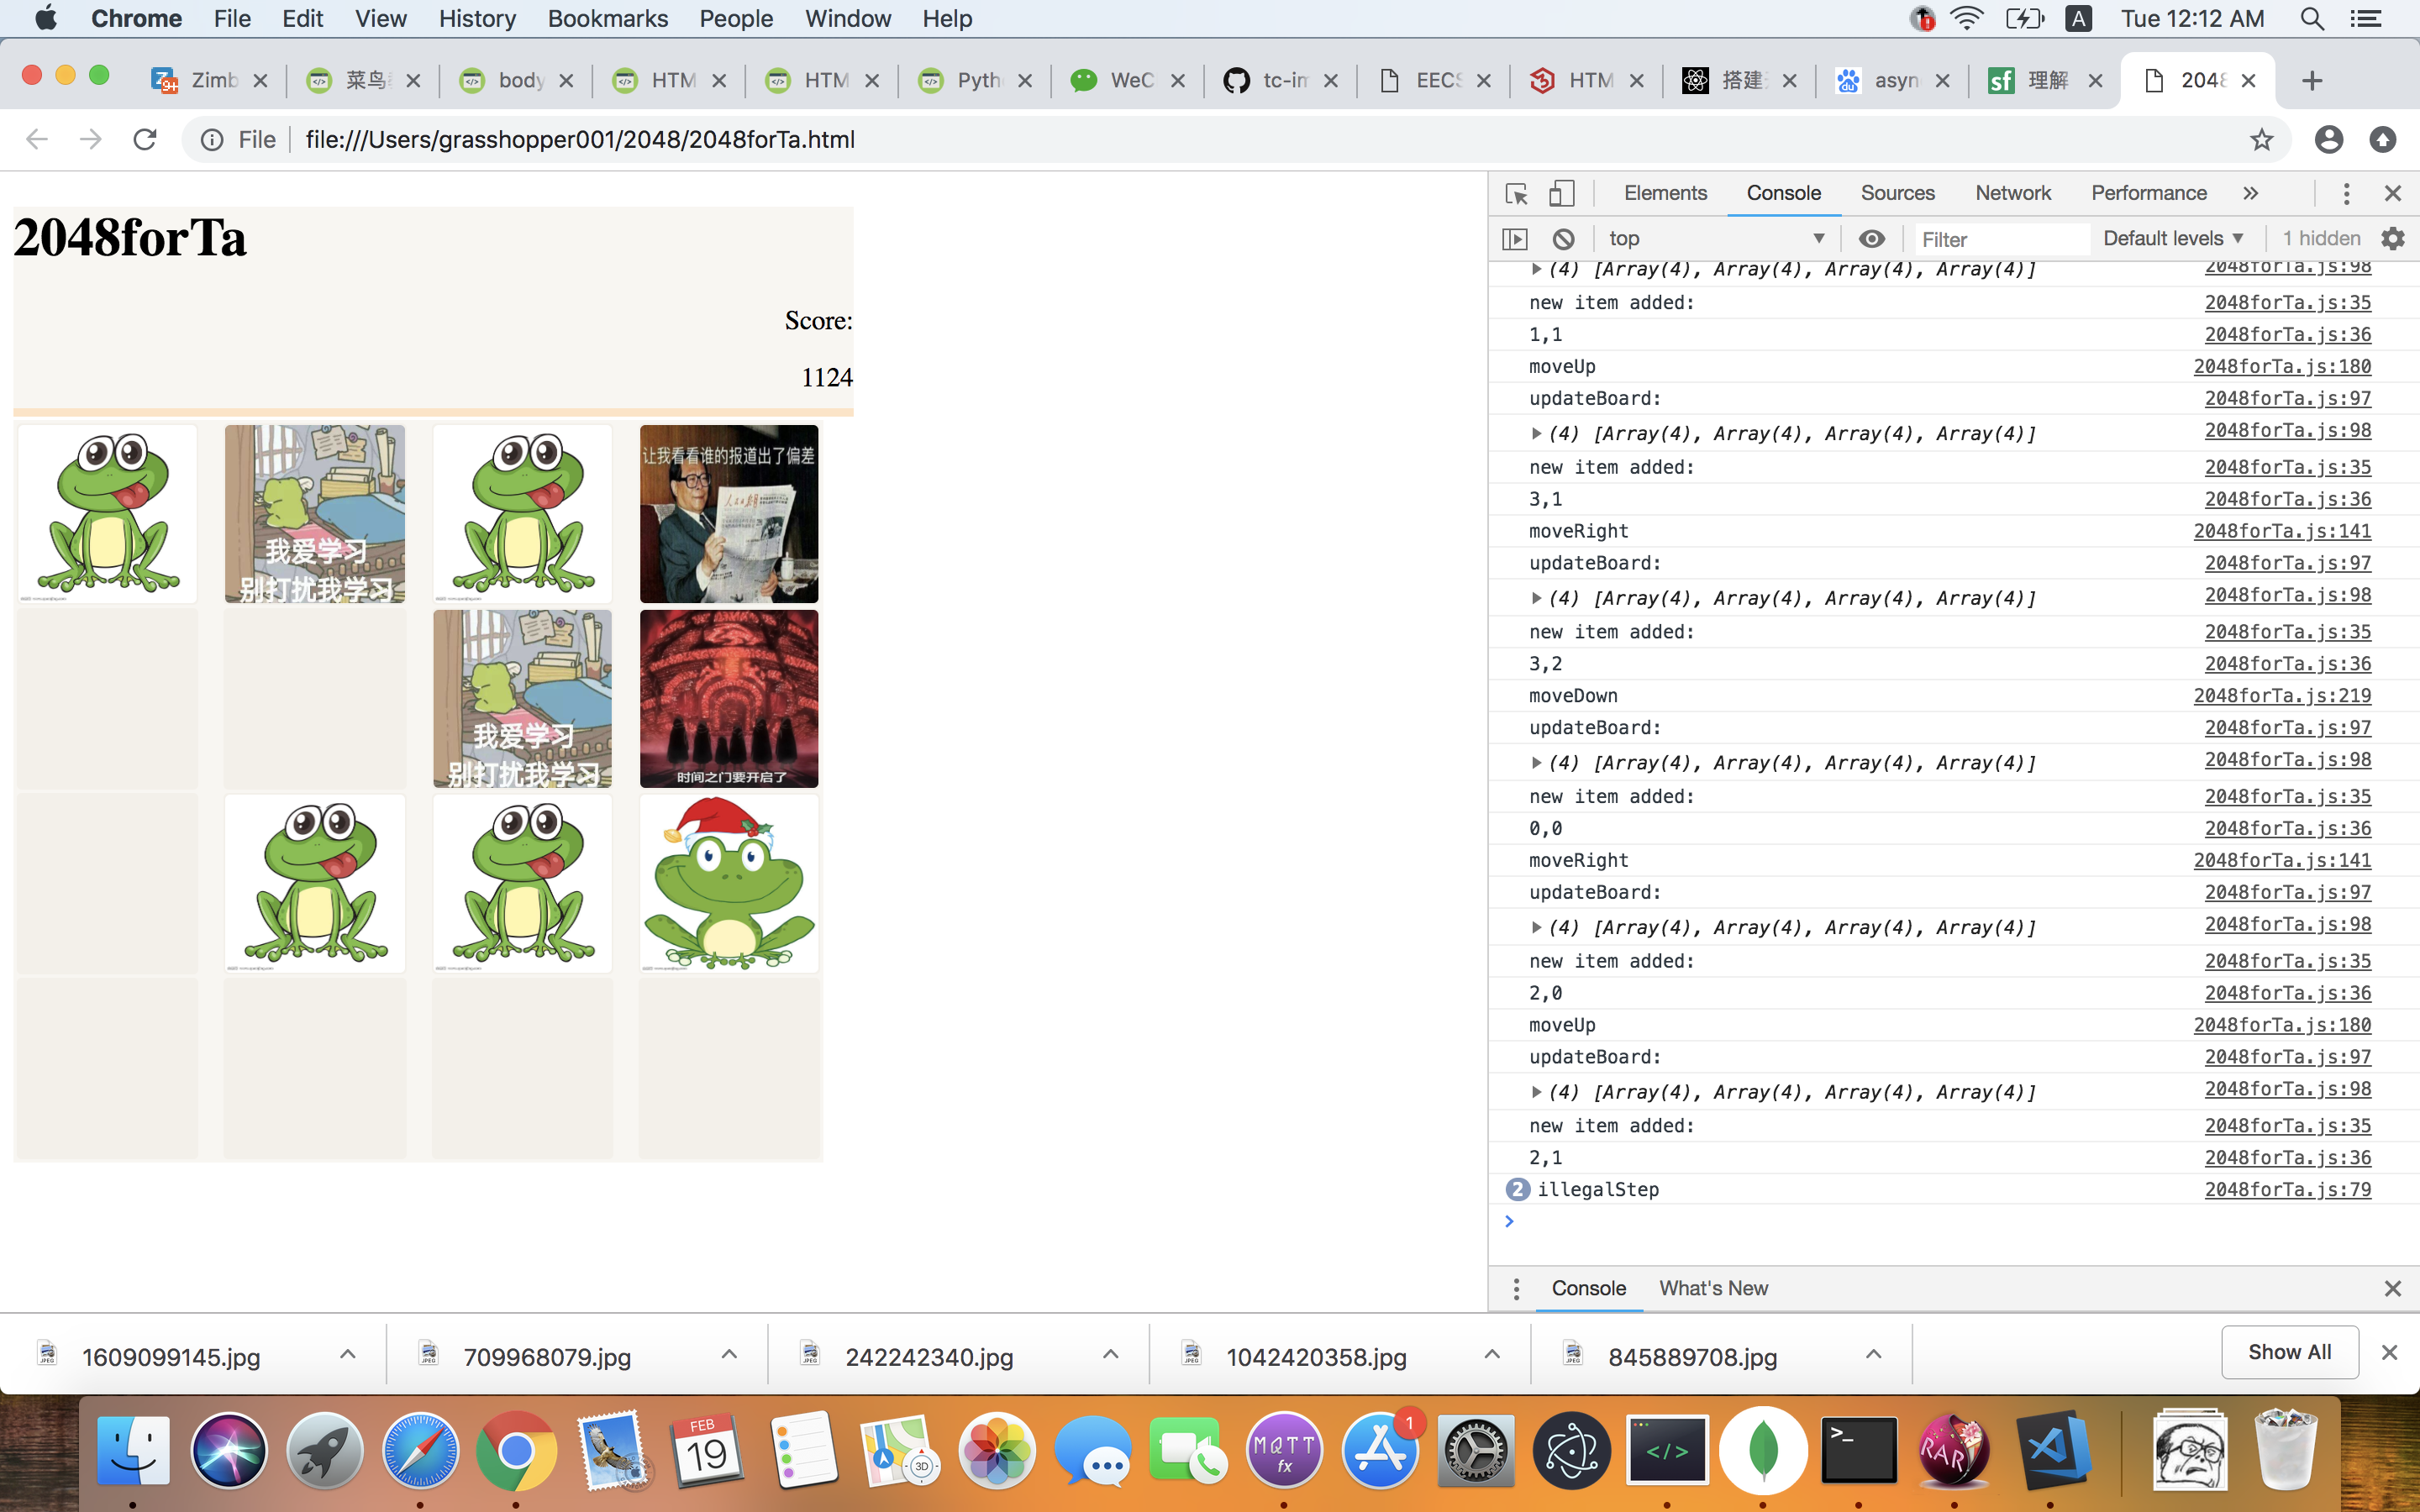 Chrome File Edit View History Bookmarks People Window Help
A Tue 12:12 AM
Zimb 菜鸟 body HTM HTM Pyth WeC tc-im EECS HTM 搭建 asyn sf 理解 2048
File file:///Users/grasshopper001/2048/2048forTa.html
2048forTa
Score:
1124
让我看看谁的报道出了偏差
人民日报
我爱学习
别打扰我学习
我爱学习
别打扰我学习
时间之门要开启了
Elements Console Sources Network Performance
top Filter Default levels 1 hidden
(4) [Array(4), Array(4), Array(4), Array(4)] 2048forTa.js:98
new item added: 2048forTa.js:35
1,1 2048forTa.js:36
moveUp 2048forTa.js:180
updateBoard: 2048forTa.js:97
(4) [Array(4), Array(4), Array(4), Array(4)] 2048forTa.js:98
new item added: 2048forTa.js:35
3,1 2048forTa.js:36
moveRight 2048forTa.js:141
updateBoard: 2048forTa.js:97
(4) [Array(4), Array(4), Array(4), Array(4)] 2048forTa.js:98
new item added: 2048forTa.js:35
3,2 2048forTa.js:36
moveDown 2048forTa.js:219
updateBoard: 2048forTa.js:97
(4) [Array(4), Array(4), Array(4), Array(4)] 2048forTa.js:98
new item added: 2048forTa.js:35
0,0 2048forTa.js:36
moveRight 2048forTa.js:141
updateBoard: 2048forTa.js:97
(4) [Array(4), Array(4), Array(4), Array(4)] 2048forTa.js:98
new item added: 2048forTa.js:35
2,0 2048forTa.js:36
moveUp 2048forTa.js:180
updateBoard: 2048forTa.js:97
(4) [Array(4), Array(4), Array(4), Array(4)] 2048forTa.js:98
new item added: 2048forTa.js:35
2,1 2048forTa.js:36
2 illegalStep 2048forTa.js:79
Console What's New
1609099145.jpg 709968079.jpg 242242340.jpg 1042420358.jpg 845889708.jpg Show All
FEB
19
3D
MQTT
fx
1
RAR